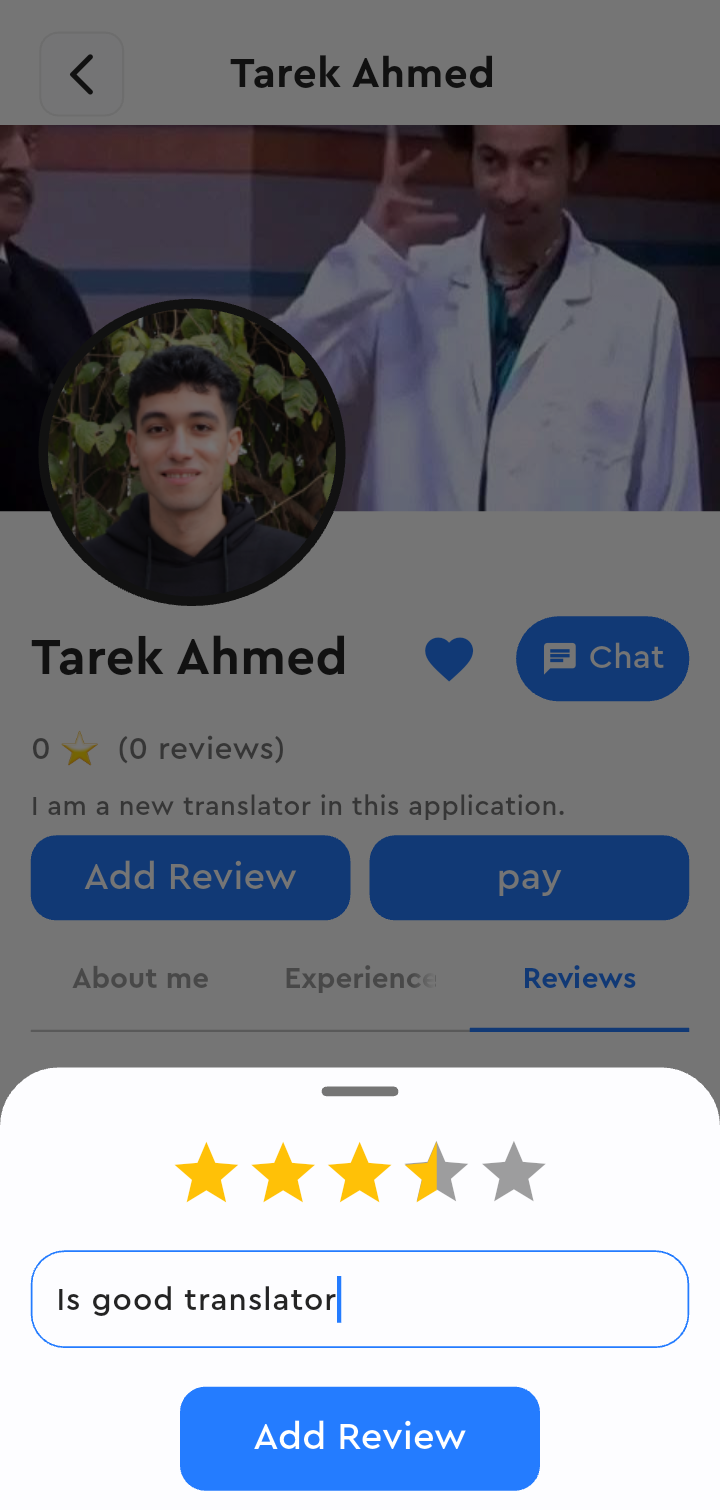 Tarek Ahmed
Tarek Ahmed
Chat
0 (0 reviews)
I am a new translator in this application.
Add Review pay
About me Experience Reviews
Is good translator
Add Review